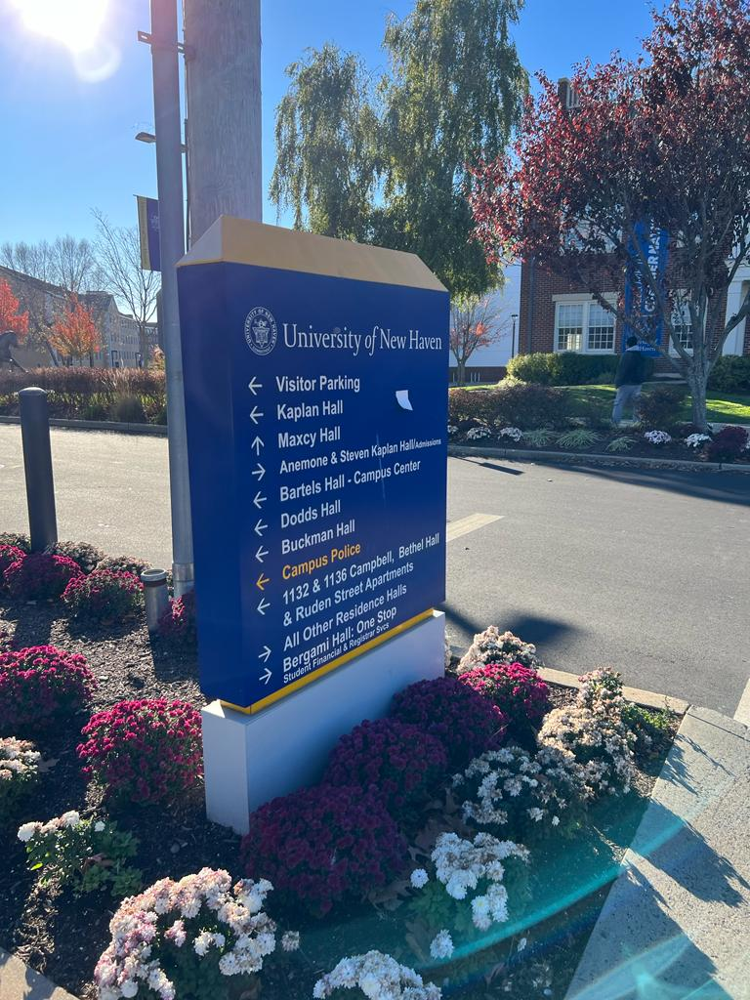 University of New Haven
← Visitor Parking
← Kaplan Hall
↑ Maxcy Hall
→ Anemone & Steven Kaplan Hall/Admissions
← Bartels Hall - Campus Center
← Dodds Hall
← Buckman Hall
← Campus Police
← 1132 & 1136 Campbell, Bethel Hall
& Ruden Street Apartments
→ All Other Residence Halls
→ Bergami Hall: One Stop
Student Financial & Registrar Svcs